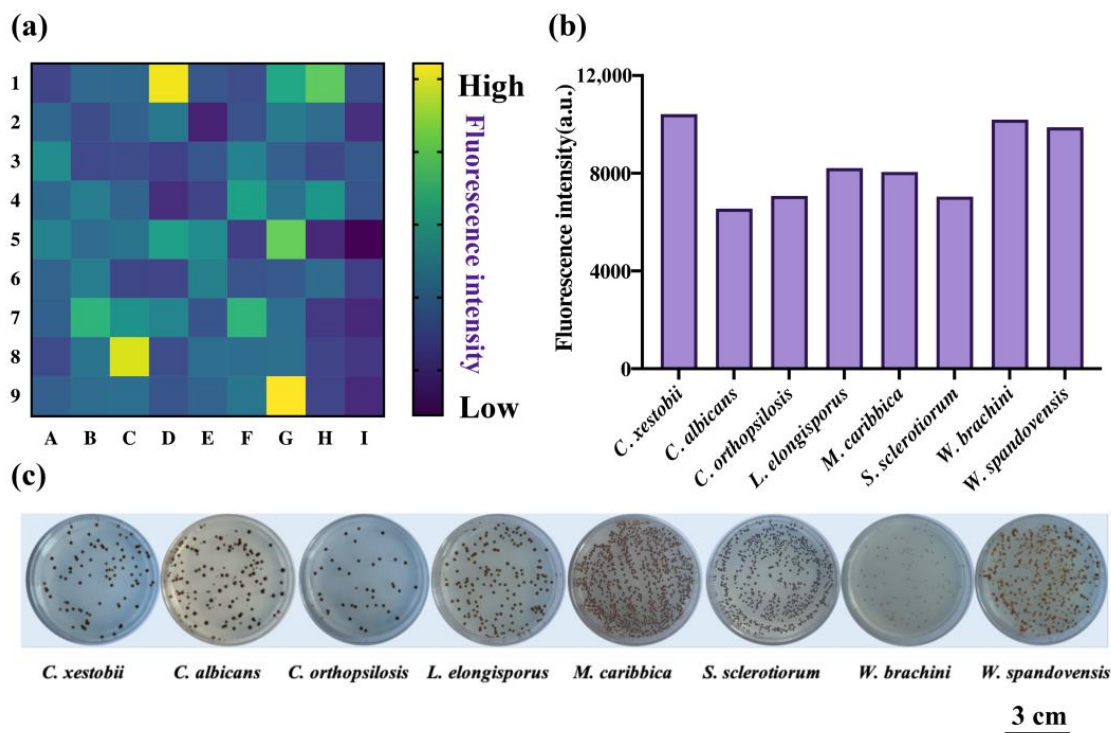 (a)
1
2
3
4
5
6
7
8
9
A B C D E F G H I
High
Fluorescence intensity
Low
(b)
Fluorescence intensity(a.u.)
12,000
8000
4000
0
C. xestobii
C. albicans
C. orthopsilosis
L. elongisporus
M. caribbica
S. sclerotiorum
W. brachini
W. spandovensis
(c)
C. xestobii C. albicans C. orthopsilosis L. elongisporus M. caribbica S. sclerotiorum W. brachini W. spandovensis
3 cm